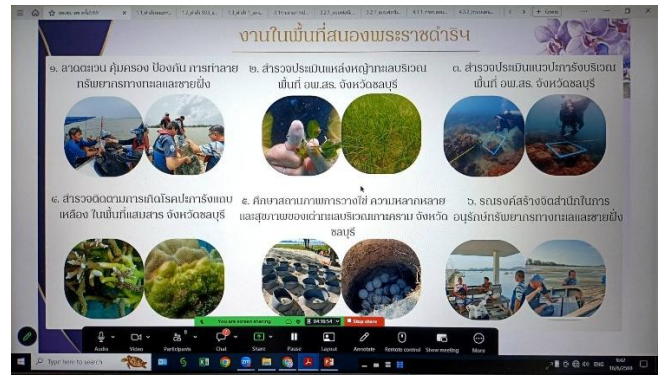 งานในพื้นที่สนองพระราชดำริฯ
๑. ลาดตะเวน คุ้มครอง ป้องกัน การทำลาย
ทรัพยากรทางทะเลและชายฝั่ง
๒. สำรวจประเมินแหล่งหญ้าทะเลบริเวณ
พื้นที่ อพ.สธ. จังหวัดชลบุรี
๓. สำรวจประเมินแนวปะการังบริเวณ
พื้นที่ อพ.สธ. จังหวัดชลบุรี
๔. สำรวจติดตามการเกิดโรคปะการังแถบ
เหลือง ในพื้นที่แสมสาร จังหวัดชลบุรี
๕. ศึกษาสถานภาพการวางไข่ ความหลากหลาย
และสุขภาพของเต่าทะเลบริเวณเกาะคราม จังหวัด
ชลบุรี
๖. รณรงค์สร้างจิตสำนึกในการ
อนุรักษ์ทรัพยากรทางทะเลและชายฝั่ง
You are screen sharing
Stop share
Audio Video Participants Chat Share Pause Layout Annotate Remote control Show meeting More
Type here to search
ENG